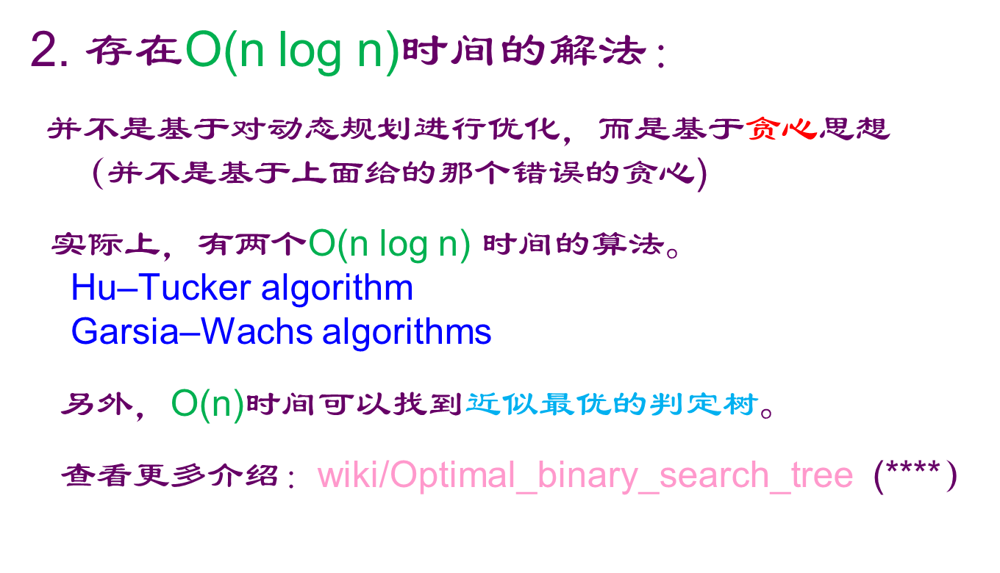 2. 存在O(n log n)时间的解法：
并不是基于对动态规划进行优化，而是基于贪心思想
（并不是基于上面给的那个错误的贪心）
实际上，有两个O(n log n) 时间的算法。
Hu–Tucker algorithm
Garsia–Wachs algorithms
另外，O(n)时间可以找到近似最优的判定树。
查看更多介绍：wiki/Optimal_binary_search_tree（****）